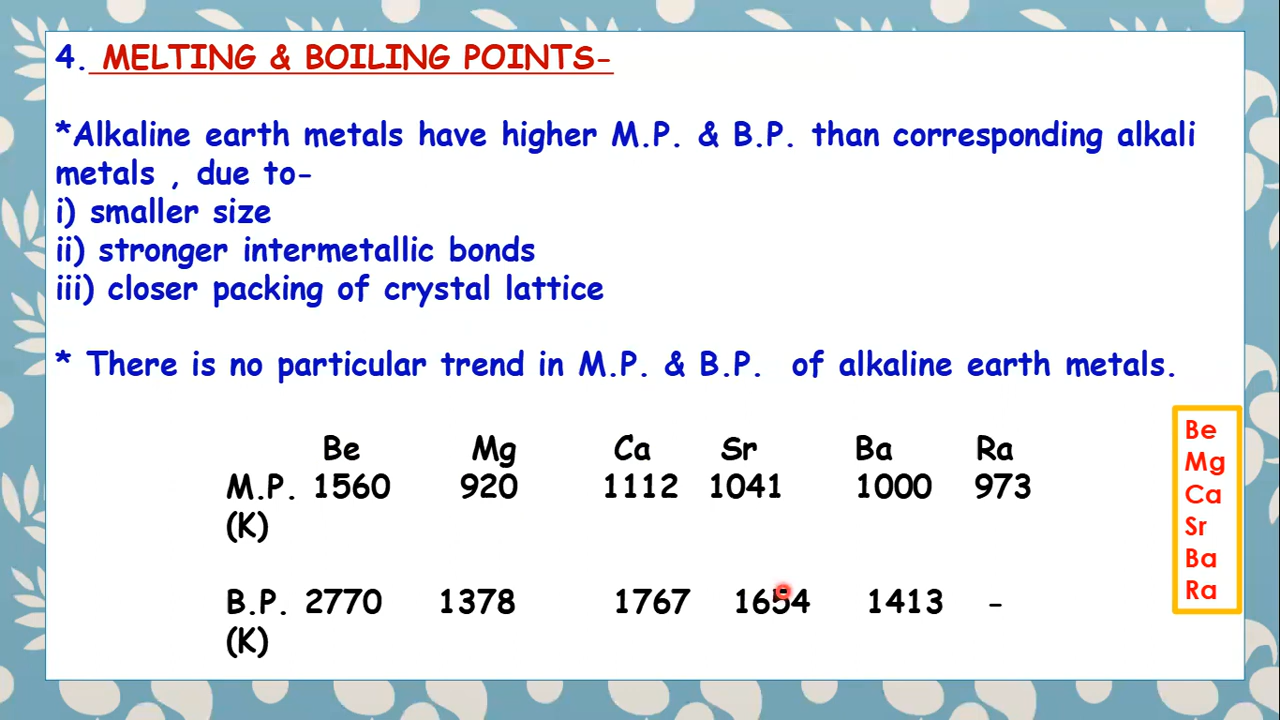 4. MELTING & BOILING POINTS-
*Alkaline earth metals have higher M.P. & B.P. than corresponding alkali
metals , due to-
i) smaller size
ii) stronger intermetallic bonds
iii) closer packing of crystal lattice
* There is no particular trend in M.P. & B.P. of alkaline earth metals.
Be Mg Ca Sr Ba Ra
M.P. 1560 920 1112 1041 1000 973
(K)
B.P. 2770 1378 1767 1654 1413 -
(K)
Be
Mg
Ca
Sr
Ba
Ra